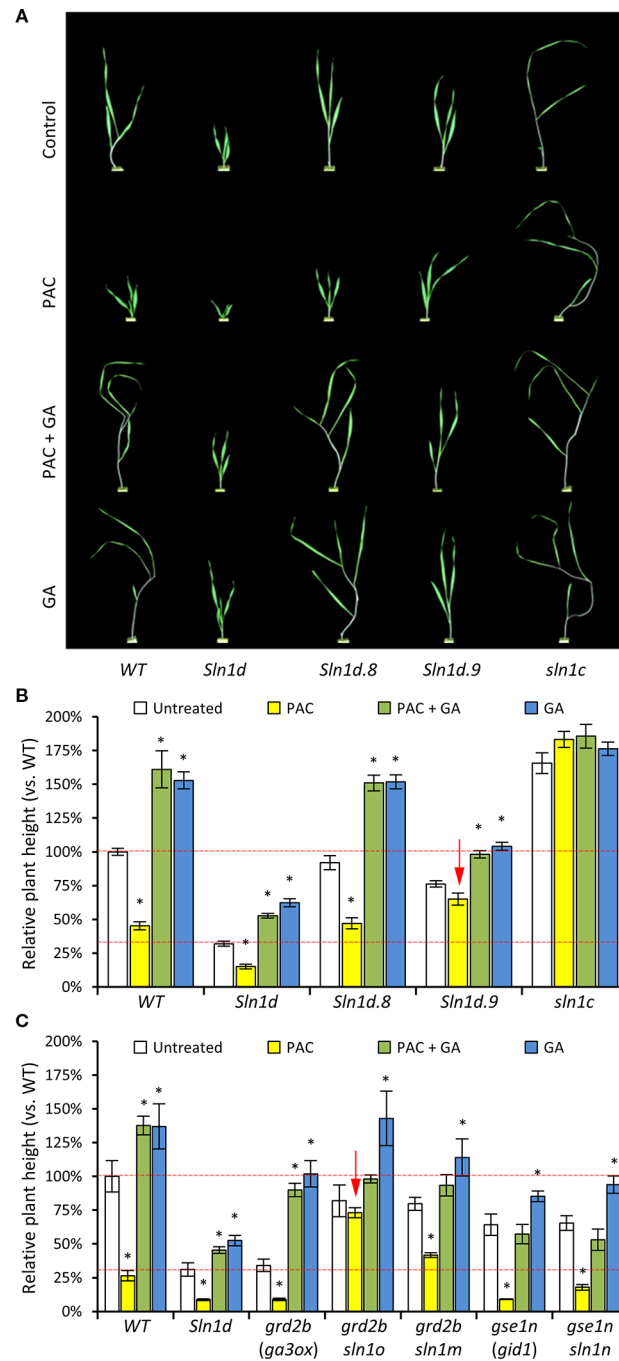 A
Control
PAC
PAC + GA
GA
WT Sln1d Sln1d.8 Sln1d.9 sln1c
B
Untreated PAC PAC + GA GA
Relative plant height (vs. WT)
200%
175%
150%
125%
100%
75%
50%
25%
0%
* * * * * * * * * * *
WT Sln1d Sln1d.8 Sln1d.9 sln1c
C
Untreated PAC PAC + GA GA
Relative plant height (vs. WT)
200%
175%
150%
125%
100%
75%
50%
25%
0%
* * * * * * * * * * * * * *
WT Sln1d grd2b grd2b grd2b gse1n gse1n
(ga3ox) sln1o sln1m (gid1) sln1n